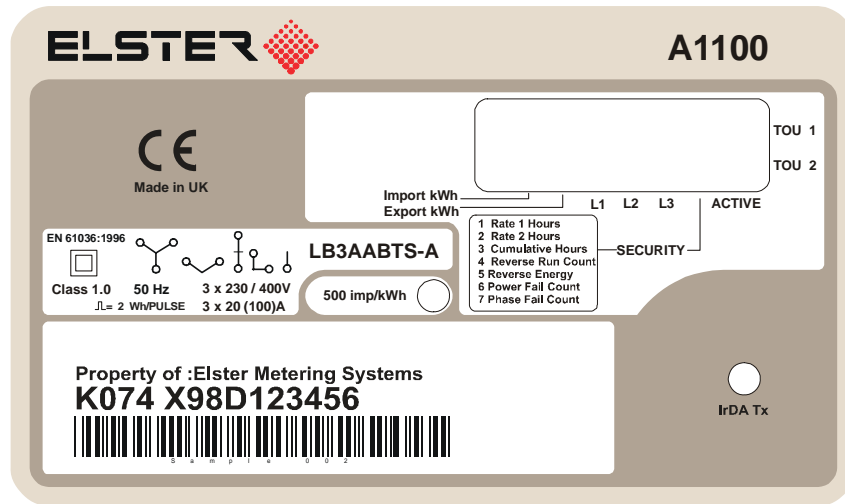 ELSTER
A1100
CE
Made in UK
TOU 1
TOU 2
Import kWh
Export kWh
L1 L2 L3 ACTIVE
1 Rate 1 Hours
2 Rate 2 Hours
3 Cumulative Hours
4 Reverse Run Count
5 Reverse Energy
6 Power Fail Count
7 Phase Fail Count
SECURITY
EN 61036:1996
LB3AABTS-A
Class 1.0 50 Hz 3 x 230 / 400V
= 2 Wh/PULSE 3 x 20 (100)A
500 imp/kWh
Property of :Elster Metering Systems
K074 X98D123456
Sample 002
IrDA Tx